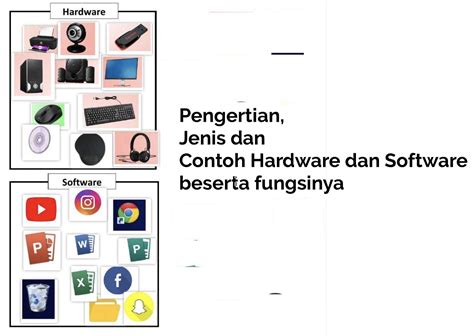 Hardware
Pengertian,
Jenis dan
Contoh Hardware dan Software
beserta fungsinya
Software
P
W
P
W
X
f